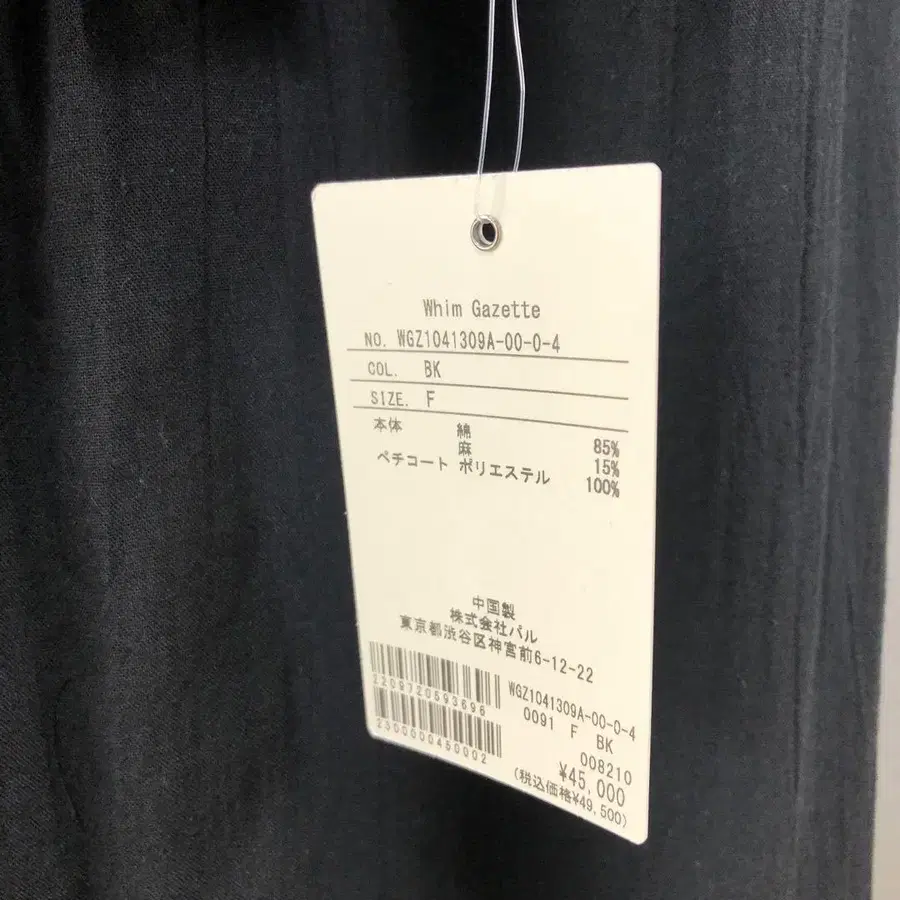 Whim Gazette
NO. WGZ1041309A-00-0-4
COL. BK
SIZE. F
本体 綿 85%
麻 15%
ペチコート ポリエステル 100%
中国製
株式会社パル
東京都渋谷区神宮前6-12-22
2209720593696
WGZ1041309A-00-0-4
0091 F BK
2300000450002
008210
¥45,000
(税込価格¥49,500)